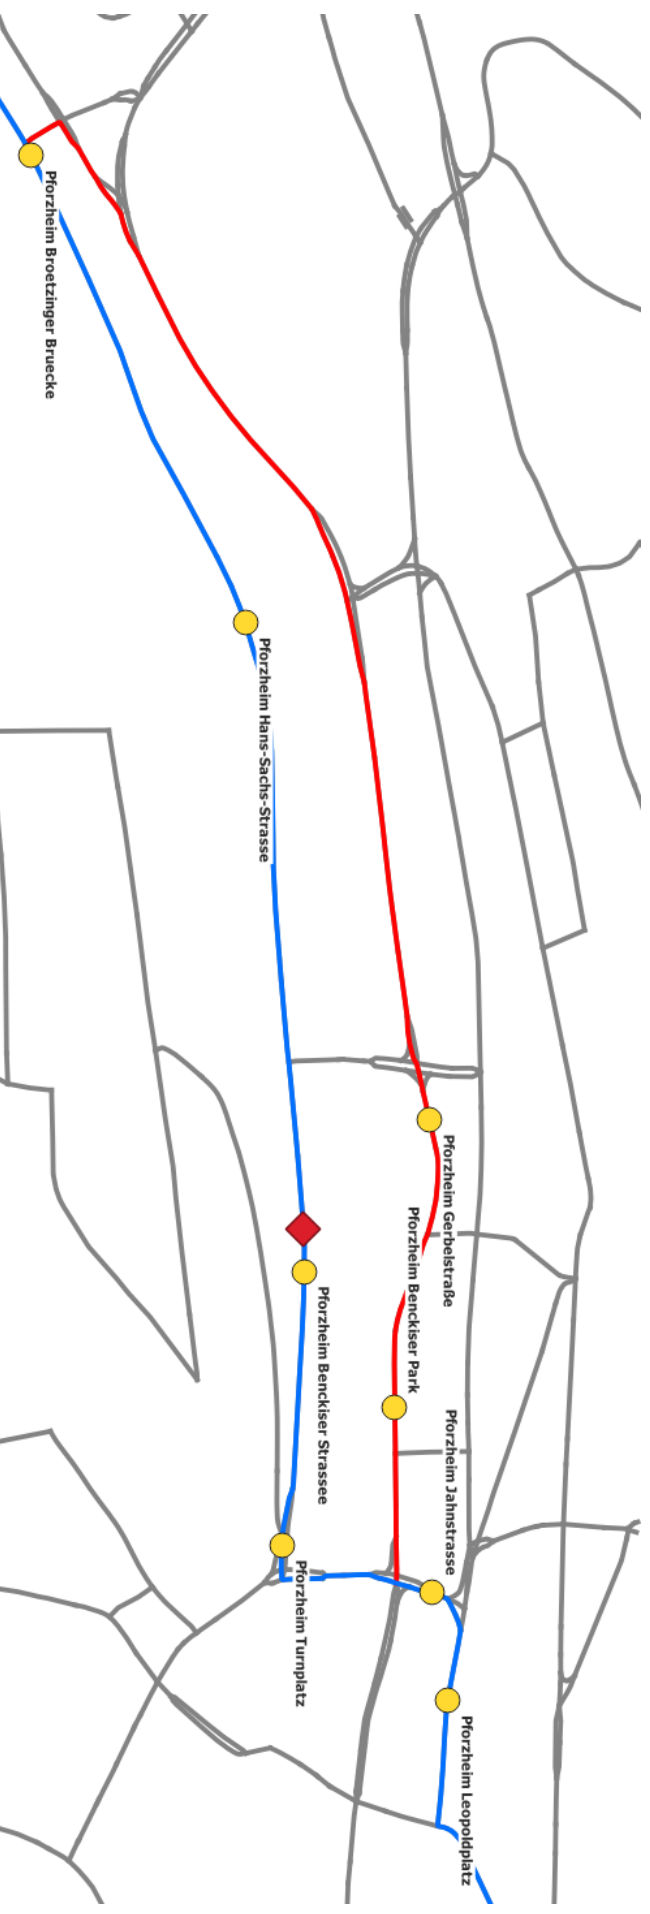 Pforzheim Broetzinger Bruecke
Pforzheim Hans-Sachs-Strasse
Pforzheim Gerbelstraße
Pforzheim Benckiser Park
Pforzheim Benckiser Strassee
Pforzheim Jahnstrasse
Pforzheim Turnplatz
Pforzheim Leopoldplatz